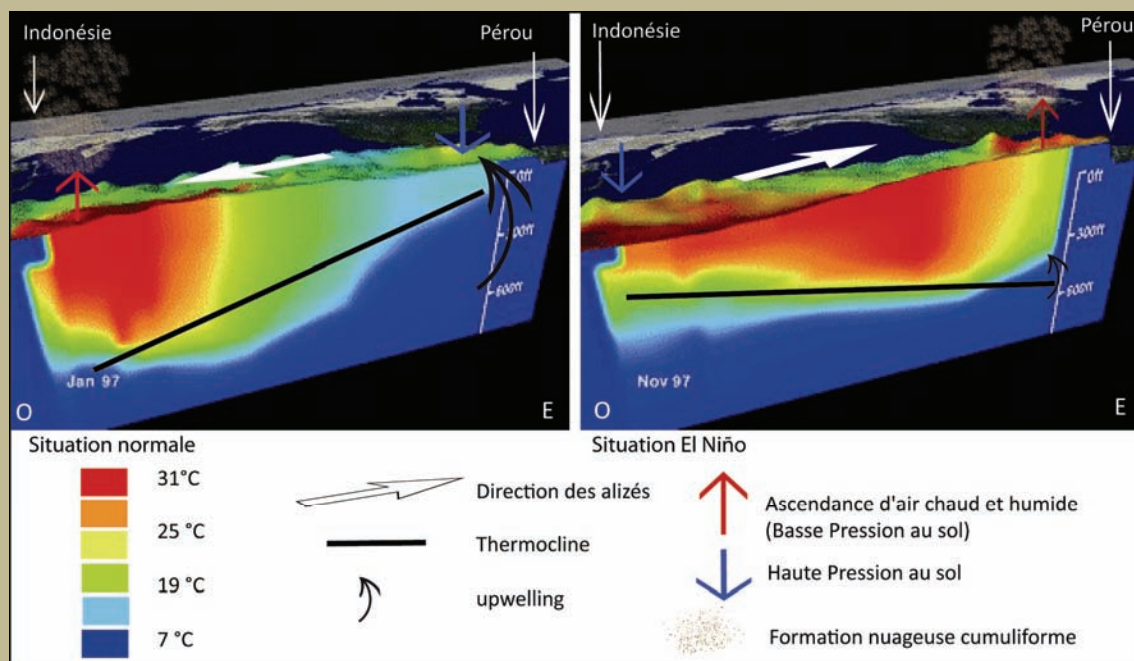 Indonésie
Pérou
0ft
300ft
600ft
Jan 97
O
E
Indonésie
Pérou
0ft
300ft
600ft
Nov 97
O
E
Situation normale
31°C
25 °C
19 °C
7 °C
Direction des alizés
Thermocline
upwelling
Situation El Niño
Ascendance d'air chaud et humide
(Basse Pression au sol)
Haute Pression au sol
Formation nuageuse cumuliforme